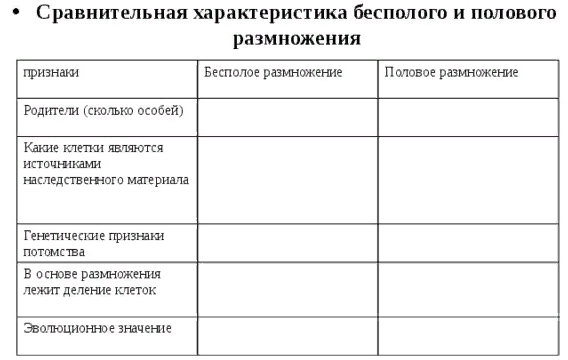 • Сравнительная характеристика бесполого и полового
размножения
признаки
Бесполое размножение
Половое размножение
Родители (сколько особей)
Какие клетки являются
источниками
наследственного материала
Генетические признаки
потомства
В основе размножения
лежит деление клеток
Эволюционное значение